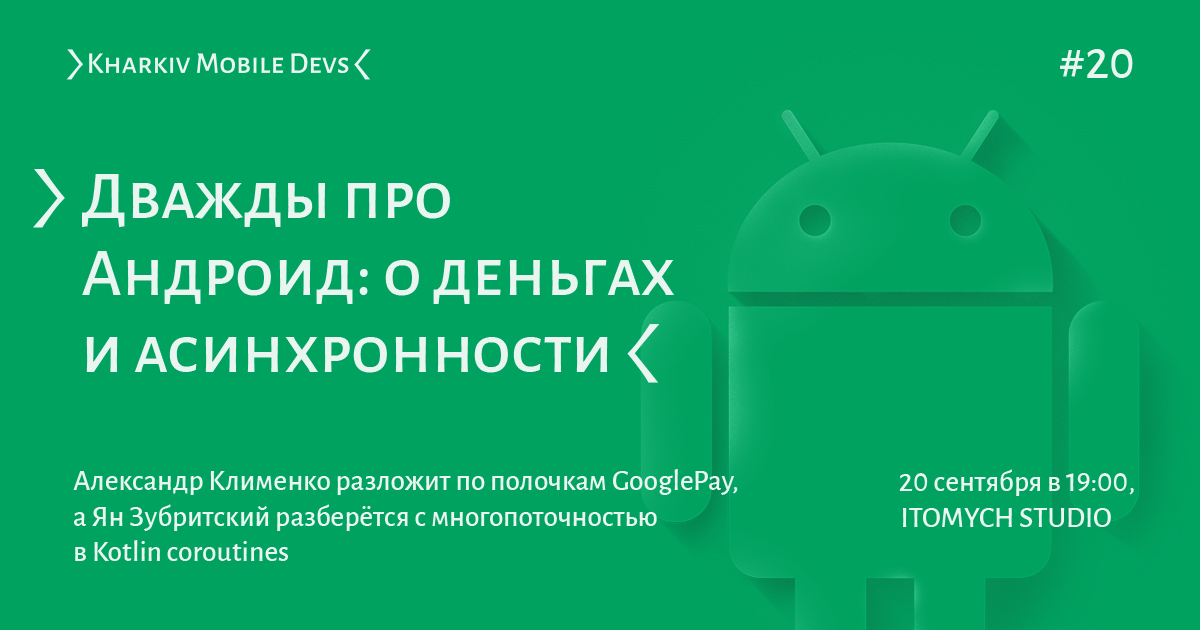 Kharkiv Mobile Devs
#20
Дважды про
Андроид: о деньгах
и асинхронности
Александр Клименко разложит по полочкам GooglePay,
а Ян Зубритский разберётся с многопоточностью
в Kotlin coroutines
20 сентября в 19:00,
ITOMYCH STUDIO